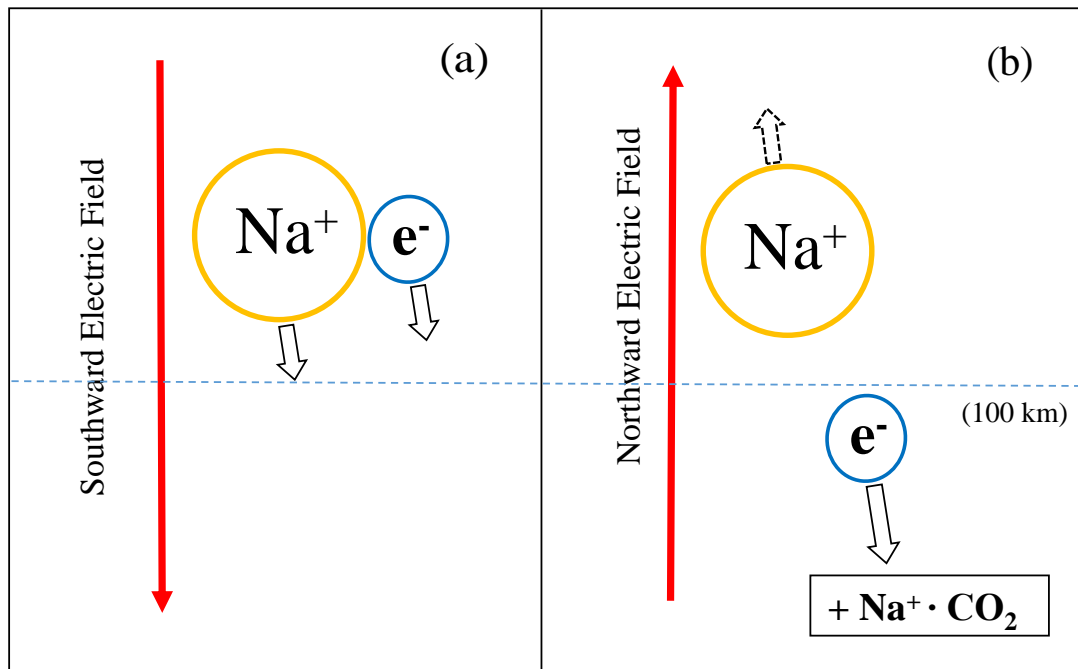 (a)
Southward Electric Field
Na⁺
e⁻
(b)
Northward Electric Field
Na⁺
(100 km)
e⁻
+ Na⁺ · CO₂